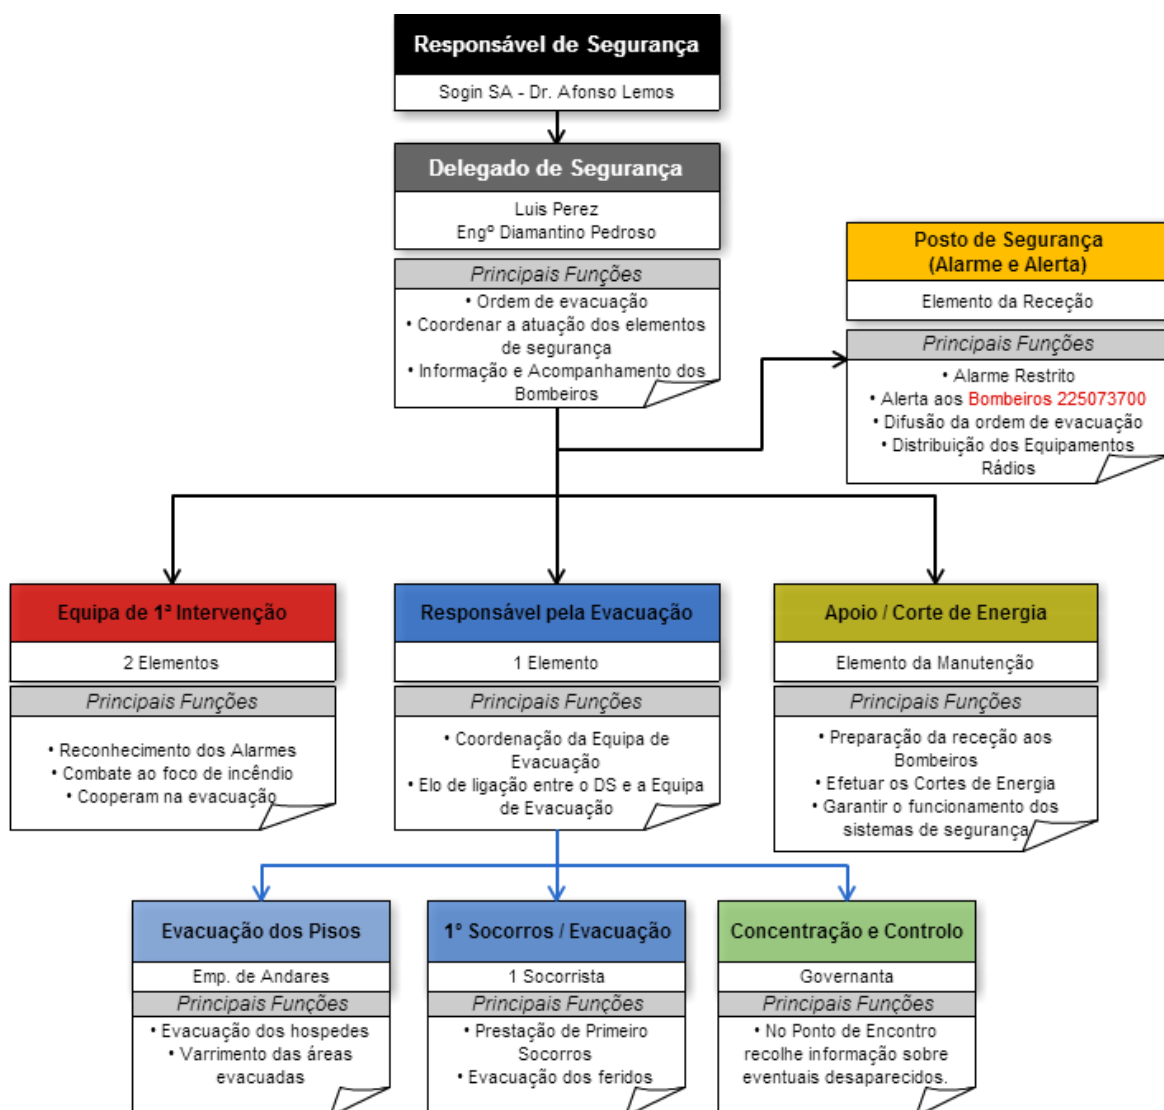 Responsável de Segurança
Sogin SA - Dr. Afonso Lemos
Delegado de Segurança
Luis Perez
Engº Diamantino Pedroso
Principais Funções
• Ordem de evacuação
• Coordenar a atuação dos elementos
de segurança
• Informação e Acompanhamento dos
Bombeiros
Posto de Segurança
(Alarme e Alerta)
Elemento da Receção
Principais Funções
• Alarme Restrito
• Alerta aos Bombeiros 225073700
• Difusão da ordem de evacuação
• Distribuição dos Equipamentos
Rádios
Equipa de 1ª Intervenção
2 Elementos
Principais Funções
• Reconhecimento dos Alarmes
• Combate ao foco de incêndio
• Cooperam na evacuação
Responsável pela Evacuação
1 Elemento
Principais Funções
• Coordenação da Equipa de
Evacuação
• Elo de ligação entre o DS e a Equipa
de Evacuação
Apoio / Corte de Energia
Elemento da Manutenção
Principais Funções
• Preparação da receção aos
Bombeiros
• Efetuar os Cortes de Energia
• Garantir o funcionamento dos
sistemas de segurança
Evacuação dos Pisos
Emp. de Andares
Principais Funções
• Evacuação dos hospedes
• Varrimento das áreas
evacuadas
1º Socorros / Evacuação
1 Socorrista
Principais Funções
• Prestação de Primeiro
Socorros
• Evacuação dos feridos
Concentração e Controlo
Governanta
Principais Funções
• No Ponto de Encontro
recolhe informação sobre
eventuais desaparecidos.